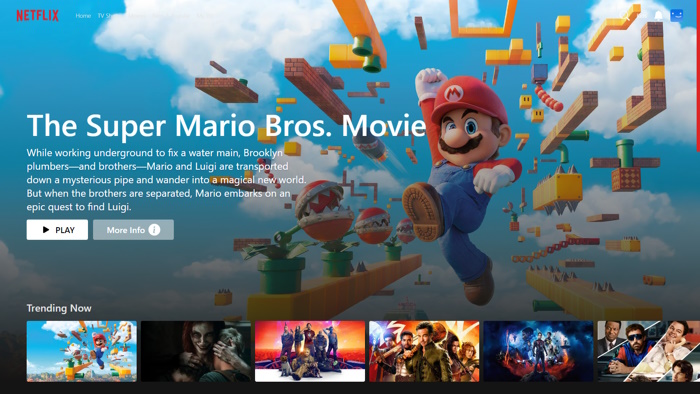 NETFLIX
Home
The Super Mario Bros. Movie
While working underground to fix a water main, Brooklyn
plumbers—and brothers—Mario and Luigi are transported
down a mysterious pipe and wander into a magical new world.
But when the brothers are separated, Mario embarks on an
epic quest to find Luigi.
PLAY
More Info i
Trending Now